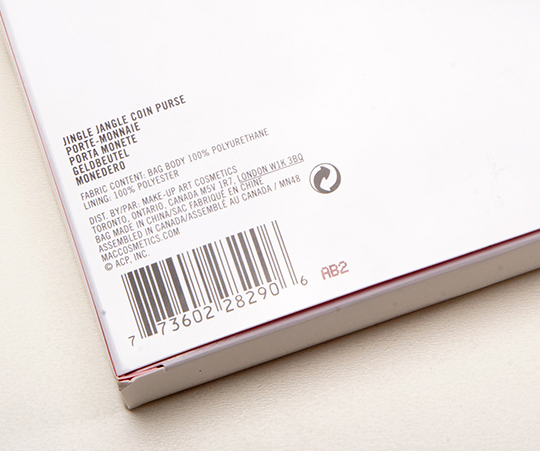 JINGLE JANGLE COIN PURSE
PORTE-MONNAIE
PORTA MONETE
GELDBEUTEL
MONEDERO
FABRIC CONTENT: BAG BODY 100% POLYURETHANE
LINING: 100% POLYESTER
DIST. BY/PAR: MAKE-UP ART COSMETICS
TORONTO, ONTARIO, CANADA M5V 1R7, LONDON W1K 3BQ
BAG MADE IN CHINA/SAC FABRIQUÉ EN CHINE
ASSEMBLED IN CANADA/ASSEMBLÉ AU CANADA / MN48
MACCOSMETICS.COM
© ACP, INC.
7 73602 28290 6
AB2